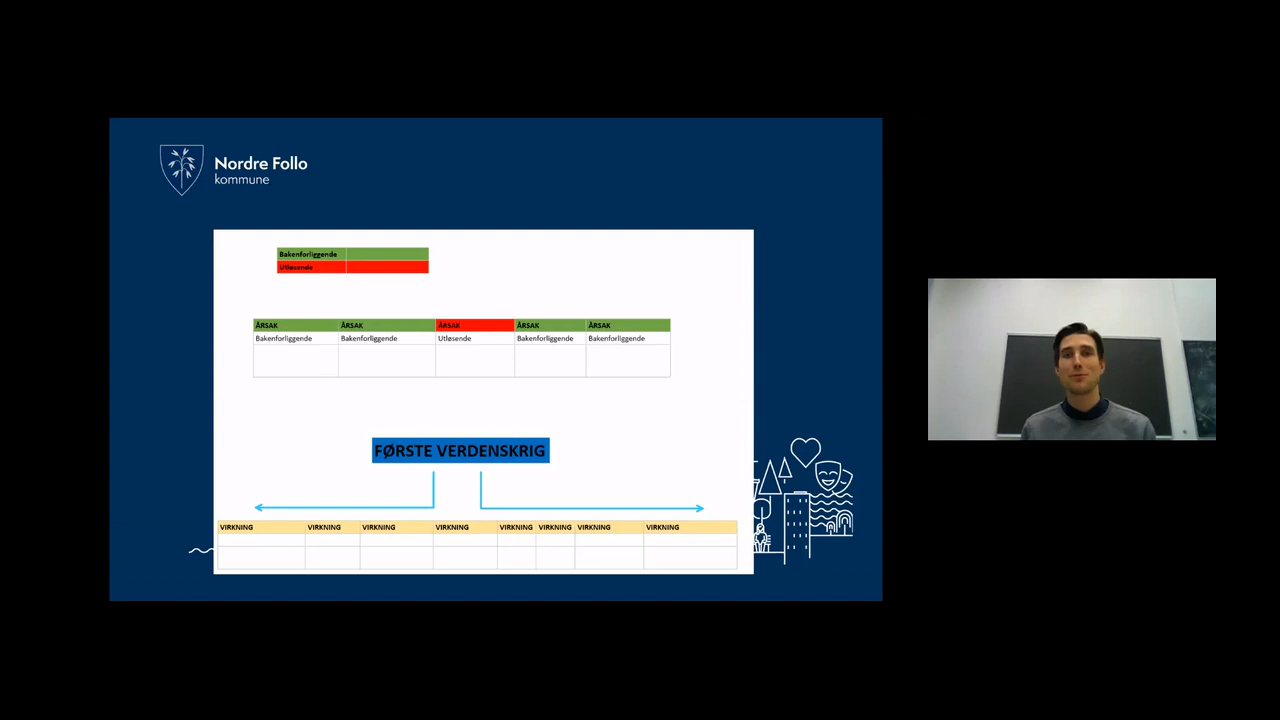 Nordre Follo
kommune
Bakenforliggende
Utløsende
ÅRSAK ÅRSAK ÅRSAK ÅRSAK ÅRSAK
Bakenforliggende Bakenforliggende Utløsende Bakenforliggende Bakenforliggende
FØRSTE VERDENSKRIG
VIRKNING VIRKNING VIRKNING VIRKNING VIRKNING VIRKNING VIRKNING VIRKNING